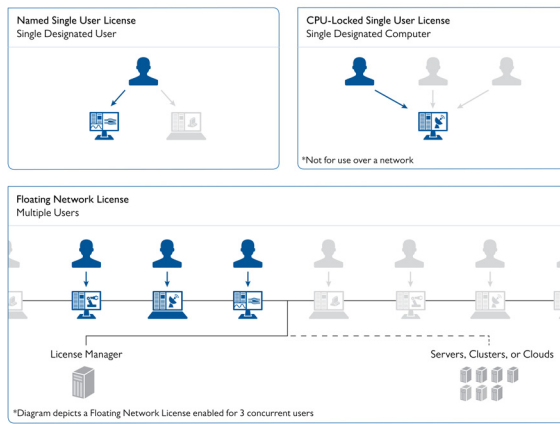 Named Single User License
Single Designated User
CPU-Locked Single User License
Single Designated Computer
*Not for use over a network
Floating Network License
Multiple Users
License Manager
Servers, Clusters, or Clouds
*Diagram depicts a Floating Network License enabled for 3 concurrent users